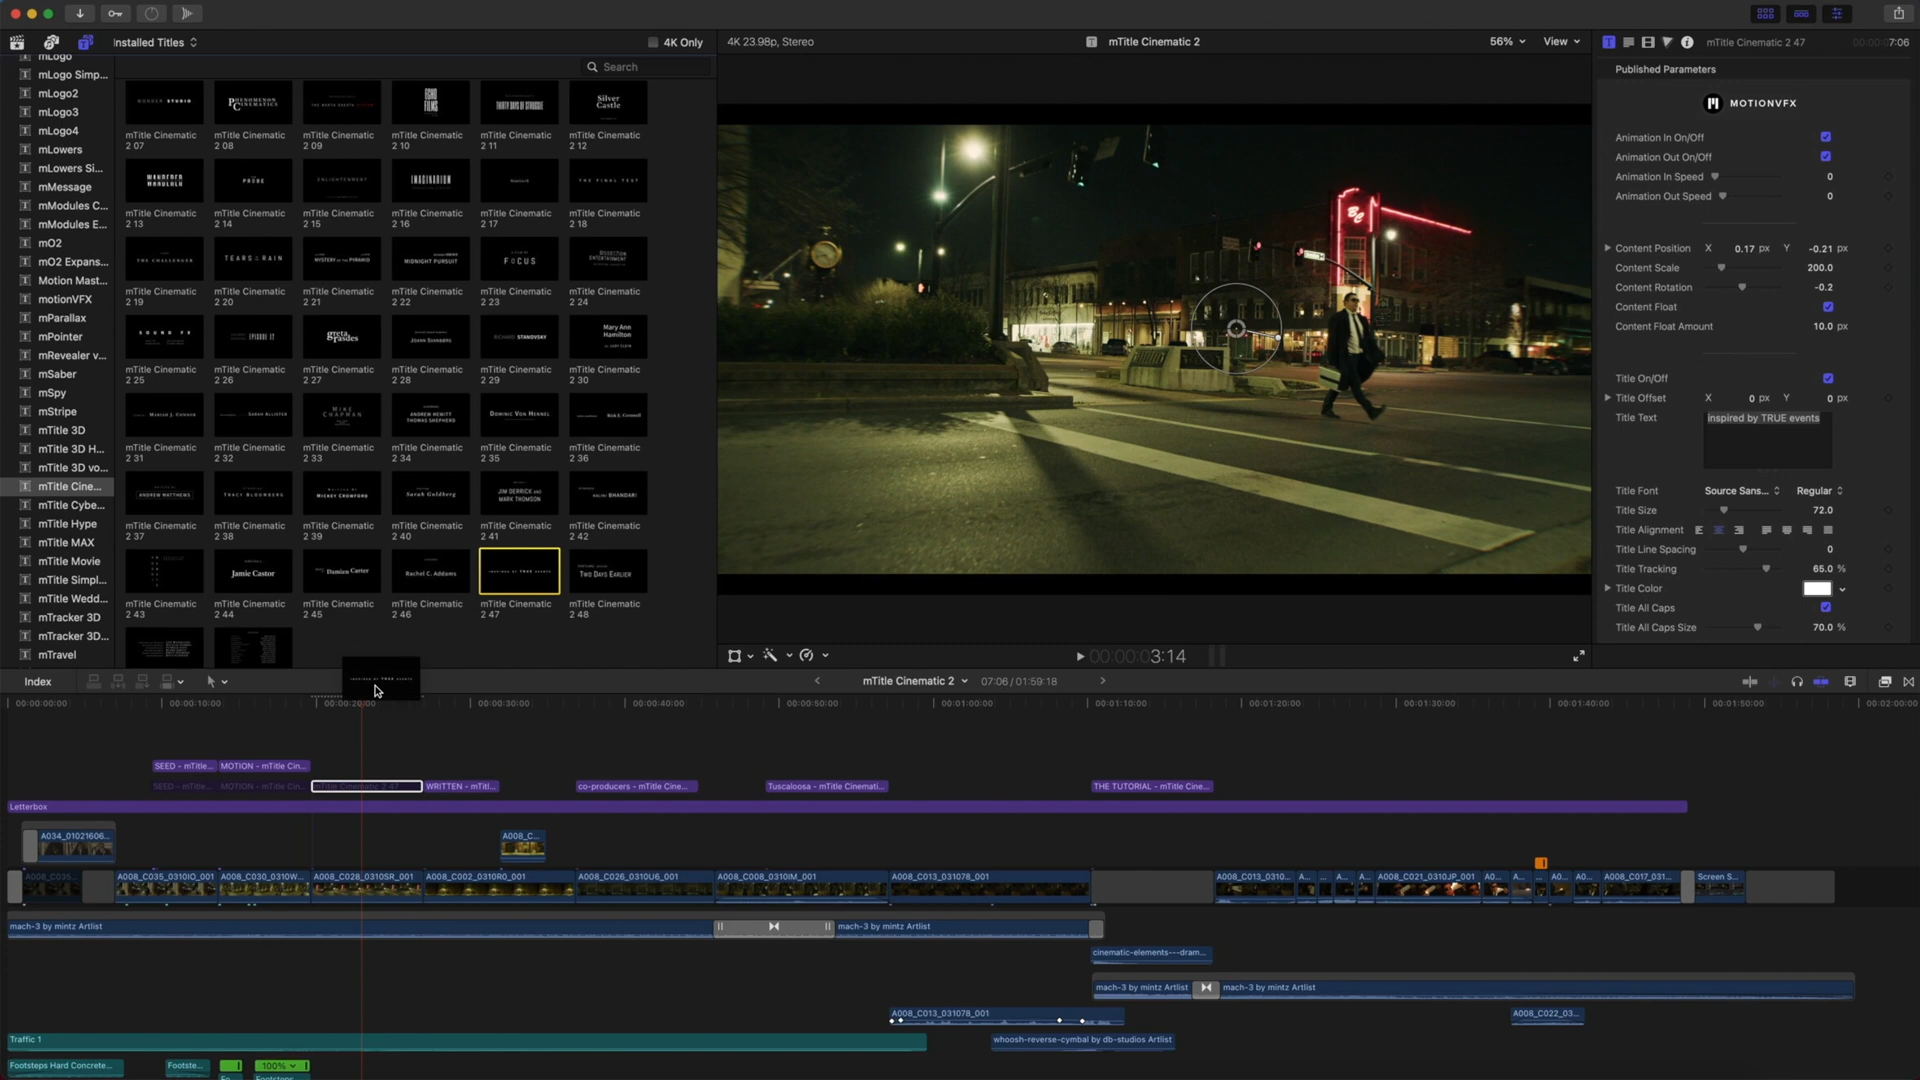 Installed Titles
4K Only
4K 23.98p, Stereo
mTitle Cinematic 2
56%
View
mTitle Cinematic 2 47
7:06
Search
mLogo
mLogo Simp...
mLogo2
mLogo3
mLogo4
mLowers
mLowers Si...
mMessage
mModules C...
mModules E...
mO2
mO2 Expans...
Motion Mast...
motionVFX
mParallax
mPointer
mRevealer v...
mSaber
mSpy
mStripe
mTitle 3D
mTitle 3D H...
mTitle 3D vo...
mTitle Cine...
mTitle Cybe...
mTitle Hype
mTitle MAX
mTitle Movie
mTitle Simpl...
mTitle Wedd...
mTracker 3D
mTracker 3D...
mTravel
WUNDER STUDIO
PHENOMENON CINEMATICS
ECHO FILMS
THIRTY DAYS OF STRUGGLE
Silver Castle
mTitle Cinematic 2 07
mTitle Cinematic 2 08
mTitle Cinematic 2 09
mTitle Cinematic 2 10
mTitle Cinematic 2 11
mTitle Cinematic 2 12
THE PROBE
ENLIGHTENMENT
IMAGINARIUM
THE FINAL TEST
mTitle Cinematic 2 13
mTitle Cinematic 2 14
mTitle Cinematic 2 15
mTitle Cinematic 2 16
mTitle Cinematic 2 17
mTitle Cinematic 2 18
THE CHALLENGER
TEARS IN THE RAIN
MYSTERY OF THE PYRAMID
MIDNIGHT PURSUIT
FOCUS
DISSECTION ENTERTAINMENT
mTitle Cinematic 2 19
mTitle Cinematic 2 20
mTitle Cinematic 2 21
mTitle Cinematic 2 22
mTitle Cinematic 2 23
mTitle Cinematic 2 24
SOUND FX
EPISODE IV
greta grasdes
JOANN SAUNDERS
RICHARD STANOVSKY
Mary Ann Hamilton
mTitle Cinematic 2 25
mTitle Cinematic 2 26
mTitle Cinematic 2 27
mTitle Cinematic 2 28
mTitle Cinematic 2 29
mTitle Cinematic 2 30
MARIAH J. CONNOR
SARAH ALLISTER
MIKE CHAPMAN
ANDREW HEWITT THOMAS SHEPHERD
DOMINIC VON HENNEL
Rick E. Cornwall
mTitle Cinematic 2 31
mTitle Cinematic 2 32
mTitle Cinematic 2 33
mTitle Cinematic 2 34
mTitle Cinematic 2 35
mTitle Cinematic 2 36
ANDREW MATTHEWS
TRACY BLOOMBERG
MICKEY CROWFORD
Sarah Goldberg
JIM DERRICK AND MARK THOMSON
BHANDARI
mTitle Cinematic 2 37
mTitle Cinematic 2 38
mTitle Cinematic 2 39
mTitle Cinematic 2 40
mTitle Cinematic 2 41
mTitle Cinematic 2 42
Jamie Castor
Damien Carter
Rachel C. Addams
INSPIRED BY TRUE EVENTS
TWO DAYS EARLIER
mTitle Cinematic 2 43
mTitle Cinematic 2 44
mTitle Cinematic 2 45
mTitle Cinematic 2 46
mTitle Cinematic 2 47
mTitle Cinematic 2 48
INSPIRED BY TRUE EVENTS
BC
00:00:00:03:14
Published Parameters
MOTIONVFX
Animation In On/Off
Animation Out On/Off
Animation In Speed 0
Animation Out Speed 0
Content Position X 0.17 px Y -0.21 px
Content Scale 200.0
Content Rotation -0.2
Content Float
Content Float Amount 10.0 px
Title On/Off
Title Offset X 0 px Y 0 px
Title Text inspired by TRUE events
Title Font Source Sans... Regular
Title Size 72.0
Title Alignment
Title Line Spacing 0
Title Tracking 65.0 %
Title Color
Title All Caps
Title All Caps Size 70.0 %
Index
mTitle Cinematic 2
07:06 / 01:59:18
00:00:00:00
00:00:10:00
00:00:20:00
00:00:30:00
00:00:40:00
00:00:50:00
00:01:00:00
00:01:10:00
00:01:20:00
00:01:30:00
00:01:40:00
00:01:50:00
00:02:00:00
SEED - mTitle...
MOTION - mTitle Cin...
SEED - mTitle...
MOTION - mTitle Cin...
mTitle Cinematic 2 47
WRITTEN - mTitl...
co-producers - mTitle Cine...
Tuscaloosa - mTitle Cinemati...
THE TUTORIAL - mTitle Cine...
Letterbox
A034_01021606...
A008_C...
A008_C035...
A008_C035_0310IO_001
A008_C030_0310W...
A008_C028_0310SR_001
A008_C002_0310R0_001
A008_C026_0310U6_001
A008_C008_0310IM_001
A008_C013_031078_001
A008_C013_0310...
A...
...
A...
A...
A008_C021_0310JP_001
A0...
A...
...
A0...
A0...
A008_C017_031...
Screen S...
mach-3 by mintz Artlist
mach-3 by mintz Artlist
cinematic-elements---dram...
mach-3 by mintz Artlist
mach-3 by mintz Artlist
A008_C013_031078_001
A008_C022_03...
Traffic 1
whoosh-reverse-cymbal by db-studios Artlist
Footsteps Hard Concrete...
Footste...
100%
Fo...
Footsteps...